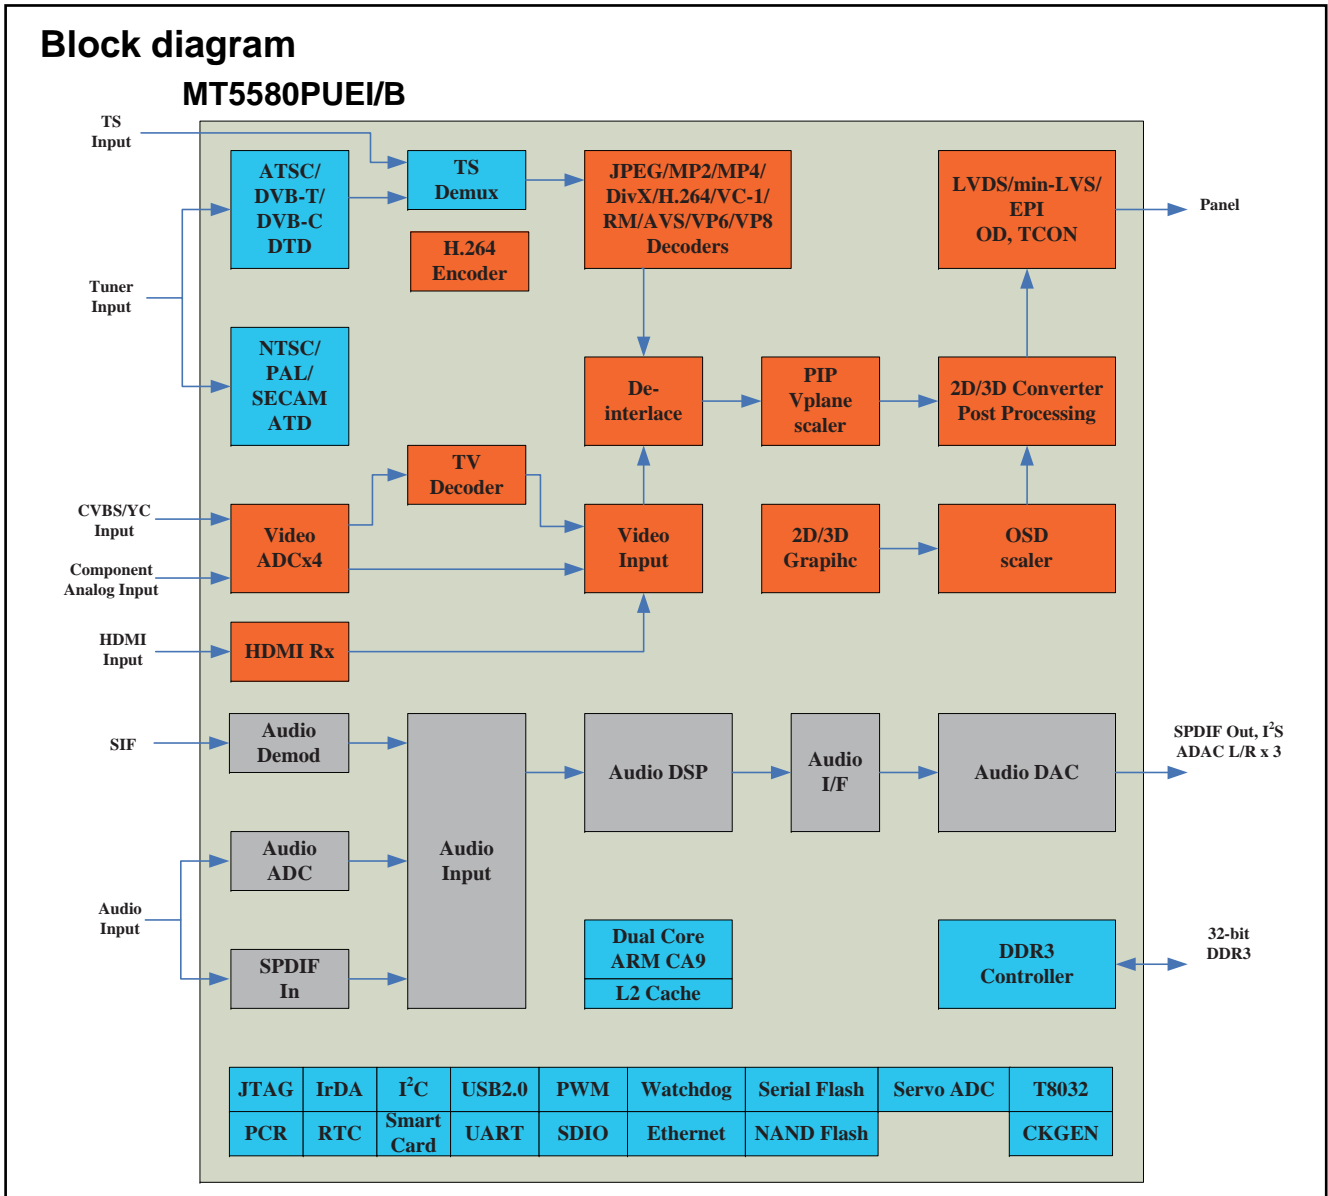 Block diagram
MT5580PUEI/B
TS
Input
ATSC/
DVB-T/
DVB-C
DTD
TS
Demux
JPEG/MP2/MP4/
DivX/H.264/VC-1/
RM/AVS/VP6/VP8
Decoders
LVDS/min-LVS/
EPI
OD, TCON
Panel
H.264
Encoder
Tuner
Input
NTSC/
PAL/
SECAM
ATD
De-
interlace
PIP
Vplane
scaler
2D/3D Converter
Post Processing
TV
Decoder
CVBS/YC
Input
Component
Analog Input
Video
ADCx4
Video
Input
2D/3D
Grapihc
OSD
scaler
HDMI
Input
HDMI Rx
SIF
Audio
Demod
Audio
Input
Audio DSP
Audio
I/F
Audio DAC
SPDIF Out, I²S
ADAC L/R x 3
Audio
ADC
Audio
Input
SPDIF
In
Dual Core
ARM CA9
L2 Cache
DDR3
Controller
32-bit
DDR3
JTAG IrDA I²C USB2.0 PWM Watchdog Serial Flash Servo ADC T8032
PCR RTC Smart Card UART SDIO Ethernet NAND Flash CKGEN